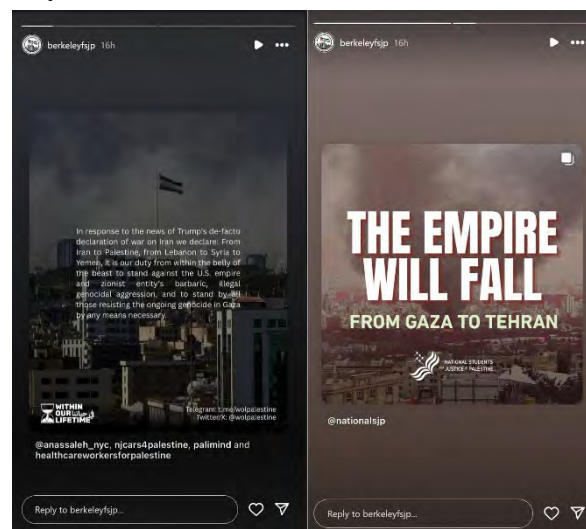 berkeleyfsjp 16h
In response to the news of Trump's de-facto
declaration of war on Iran we declare: From
Iran to Palestine, from Lebanon to Syria to
Yemen, it is our duty from within the belly of
the beast to stand against the U.S. empire
and zionist entity's barbaric, illegal
genocidal aggression, and to stand by all
those resisting the ongoing genocide in Gaza
by any means necessary.
WITHIN
OUR
LIFETIME
Telegram: t.me/wolpalestine
Twitter/X: @wolpalestine
@anassaleh_nyc, njcars4palestine, palimind and
healthcareworkersforpalestine
Reply to berkeleyfsjp...
berkeleyfsjp 16h
THE EMPIRE
WILL FALL
FROM GAZA TO TEHRAN
NATIONAL STUDENTS
JUSTICE IN PALESTINE
@nationalsjp
Reply to berkeleyfsjp...